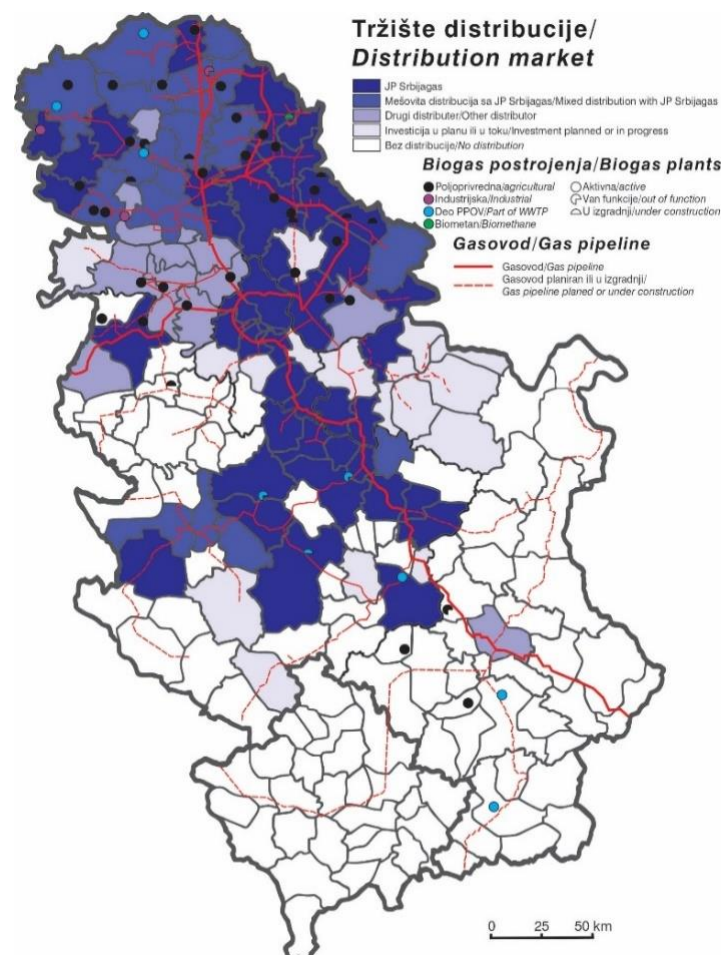 Tržište distribucije/
Distribution market
JP Srbijagas
Mešovita distribucija sa JP Srbijagas/Mixed distribution with JP Srbijagas
Drugi distributer/Other distributor
Investicija u planu ili u toku/Investment planned or in progress
Bez distribucije/No distribution
Biogas postrojenja/Biogas plants
Poljoprivredna/agricultural
Industrijska/Industrial
Deo PPOV/Part of WWTP
Biometan/Biomethane
Aktivna/active
Van funkcije/out of function
U izgradnji/under construction
Gasovod/Gas pipeline
Gasovod/Gas pipeline
Gasovod planiran ili u izgradnji/
Gas pipeline planed or under construction
0 25 50 km